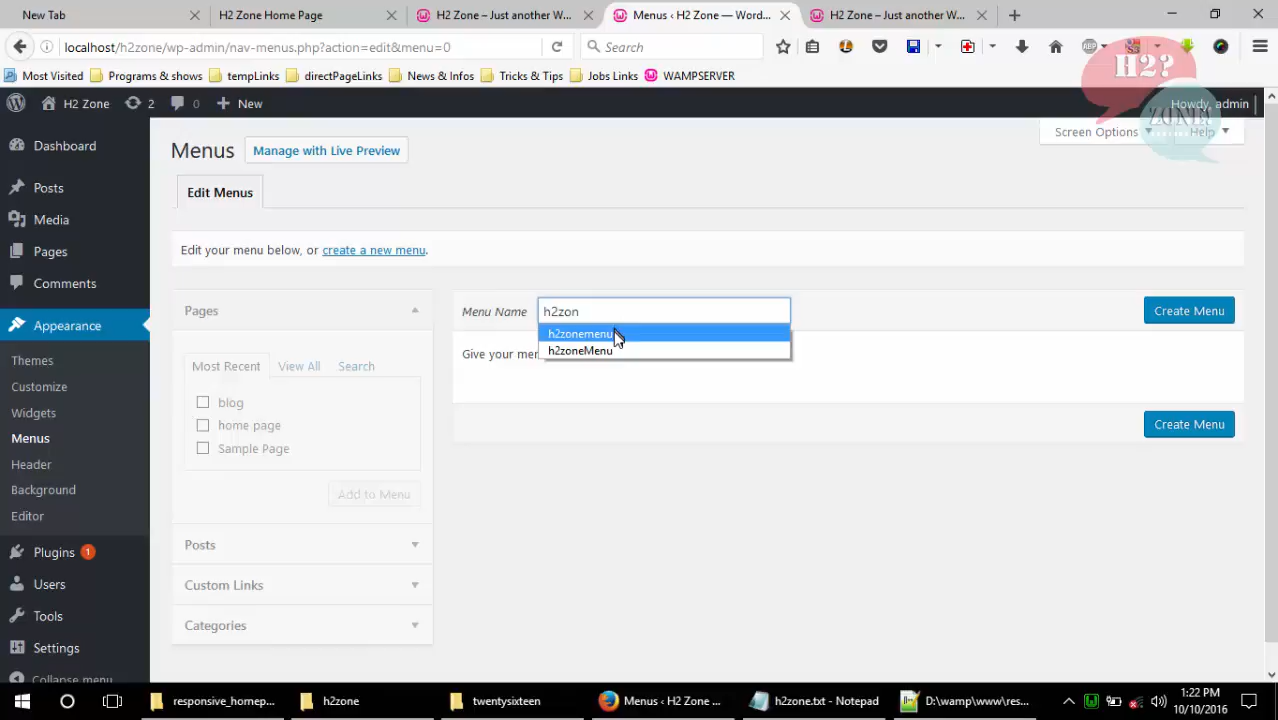 New Tab
H2 Zone Home Page
H2 Zone – Just another W...
Menus ‹ H2 Zone — Word...
H2 Zone – Just another W...
localhost/h2zone/wp-admin/nav-menus.php?action=edit&menu=0
Search
ABP
Most Visited
Programs & shows
tempLinks
directPageLinks
News & Infos
Tricks & Tips
Jobs Links
WAMPSERVER
H2?
ZONE!
H2 Zone
2
0
New
Howdy, admin
Screen Options
Help
Dashboard
Posts
Media
Pages
Comments
Appearance
Themes
Customize
Widgets
Menus
Header
Background
Editor
Plugins 1
Users
Tools
Settings
Collapse menu
Menus
Manage with Live Preview
Edit Menus
Edit your menu below, or create a new menu.
Pages
Most Recent
View All
Search
blog
home page
Sample Page
Add to Menu
Posts
Custom Links
Categories
Menu Name
h2zon
h2zonemenu
h2zoneMenu
Create Menu
Give your men
Create Menu
responsive_homep...
h2zone
twentysixteen
Menus ‹ H2 Zone ...
h2zone.txt - Notepad
D:\wamp\www\res...
1:22 PM
10/10/2016